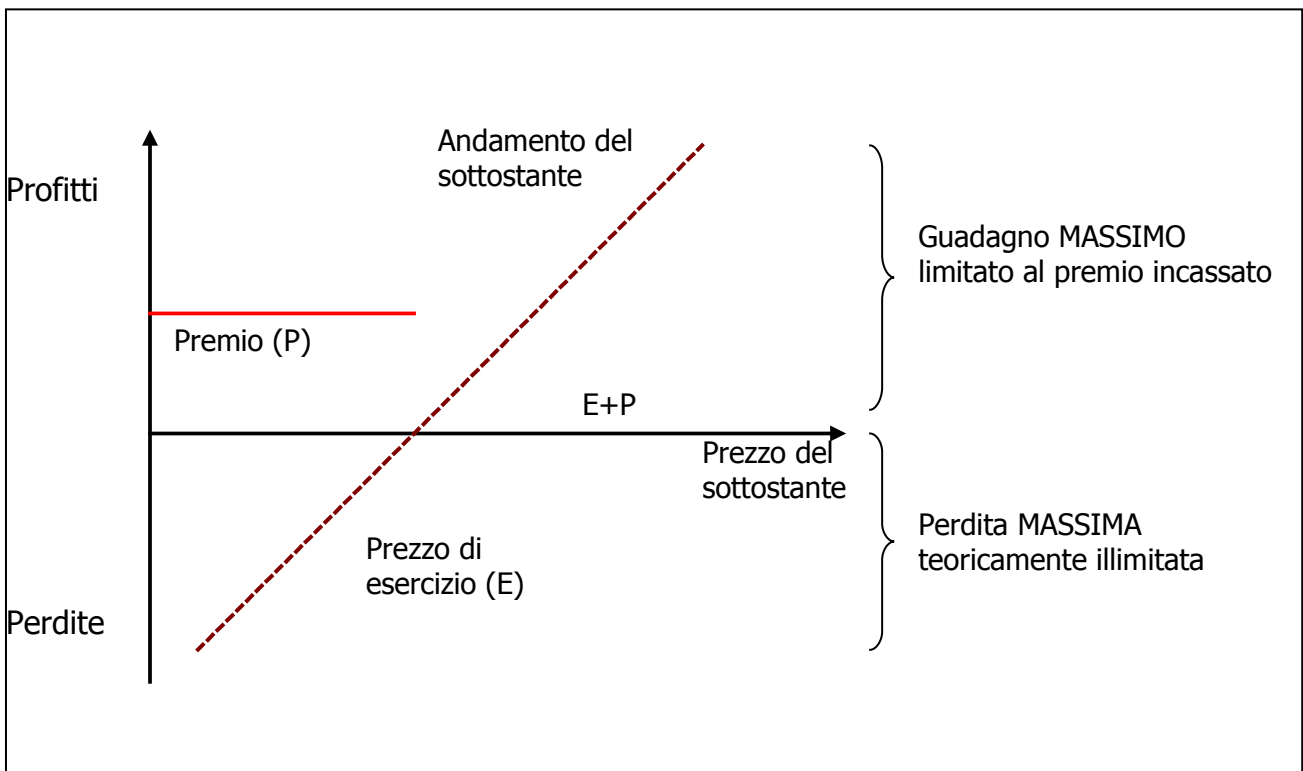 Andamento del
sottostante
Profitti
Guadagno MASSIMO
limitato al premio incassato
Premio (P)
E+P
Prezzo del
sottostante
Perdita MASSIMA
teoricamente illimitata
Prezzo di
esercizio (E)
Perdite